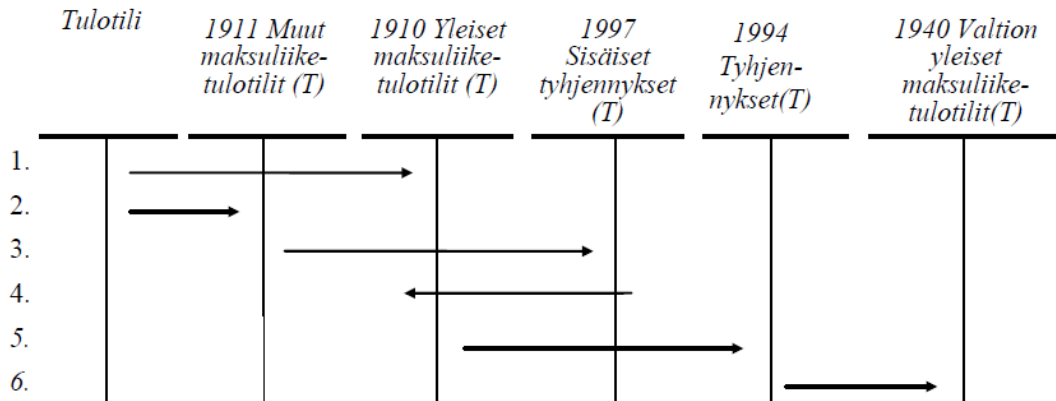 Tulotili
1911 Muut
maksuliike-
tulotilit (T)
1910 Yleiset
maksuliike-
tulotilit (T)
1997
Sisäiset
tyhjennykset
(T)
1994
Tyhjen-
nykset(T)
1940 Valtion
yleiset
maksuliike-
tulotilit(T)
1.
2.
3.
4.
5.
6.